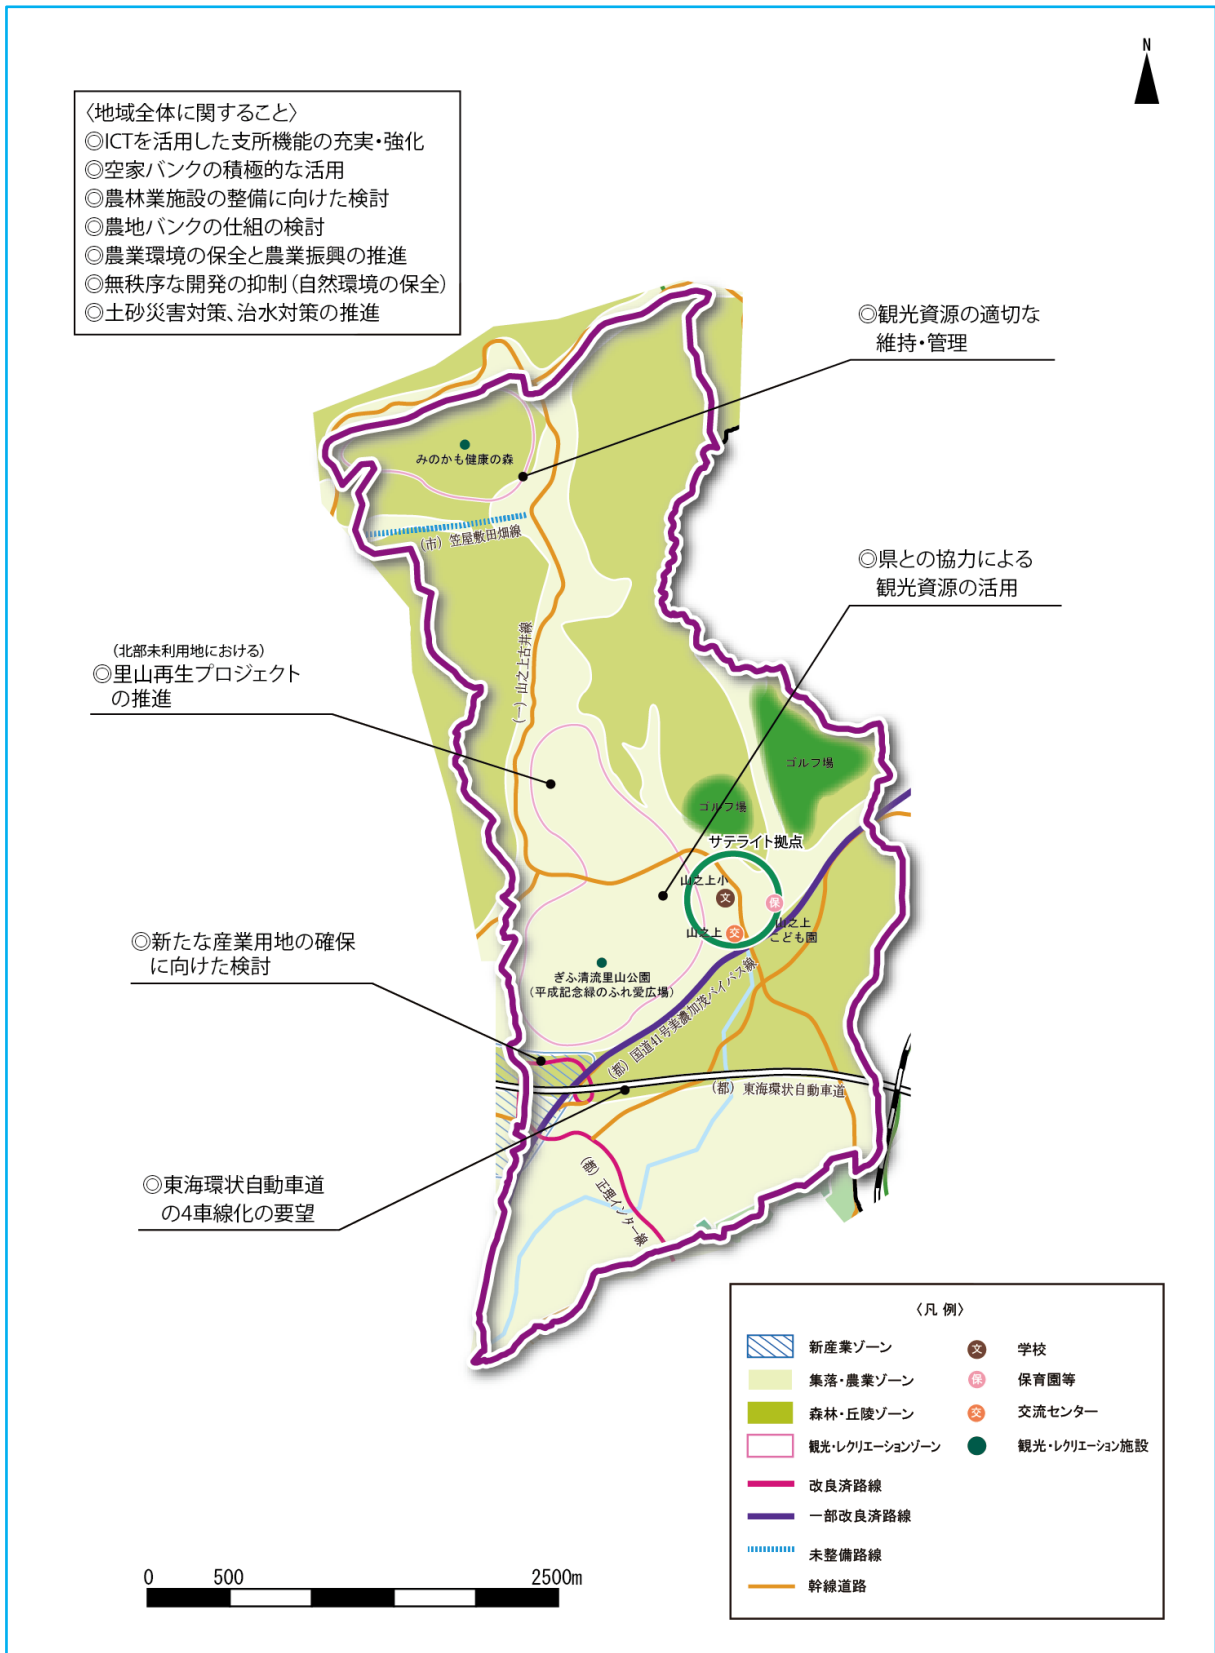 N
〈地域全体に関すること〉
◎ICTを活用した支所機能の充実・強化
◎空家バンクの積極的な活用
◎農林業施設の整備に向けた検討
◎農地バンクの仕組の検討
◎農業環境の保全と農業振興の推進
◎無秩序な開発の抑制(自然環境の保全)
◎土砂災害対策、治水対策の推進
◎観光資源の適切な
維持・管理
みのかも健康の森
(市)笠屋敷田畑線
◎県との協力による
観光資源の活用
(一)山之上古井線
(北部未利用地における)
◎里山再生プロジェクト
の推進
ゴルフ場
ゴルフ場
サテライト拠点
山之上小
文
保
山之上
交
山之上
こども園
◎新たな産業用地の確保
に向けた検討
ぎふ清流里山公園
(平成記念緑のふれ愛広場)
(都)国道41号美濃加茂バイパス線
(都)東海環状自動車道
◎東海環状自動車道
の4車線化の要望
(都)正理インター線
〈凡 例〉
新産業ゾーン
集落・農業ゾーン
森林・丘陵ゾーン
観光・レクリエーションゾーン
改良済路線
一部改良済路線
未整備路線
幹線道路
文 学校
保 保育園等
交 交流センター
観光・レクリエーション施設
0 500 2500m